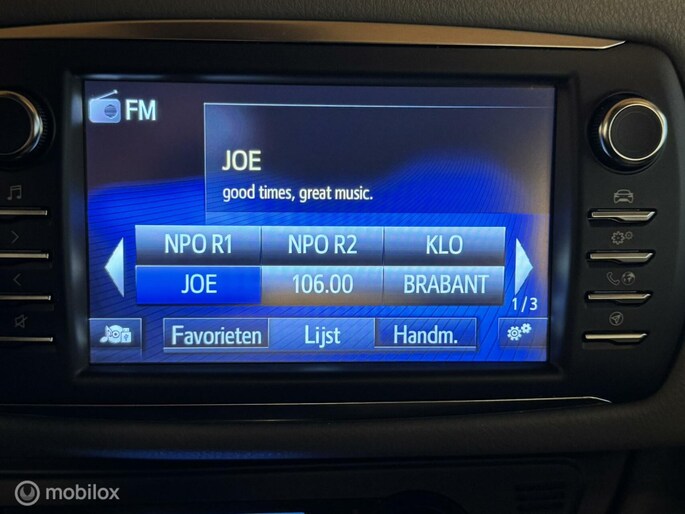 FM
JOE
good times, great music.
NPO R1 NPO R2 KLO
JOE 106.00 BRABANT
1/3
Favorieten Lijst Handm.
mobilox